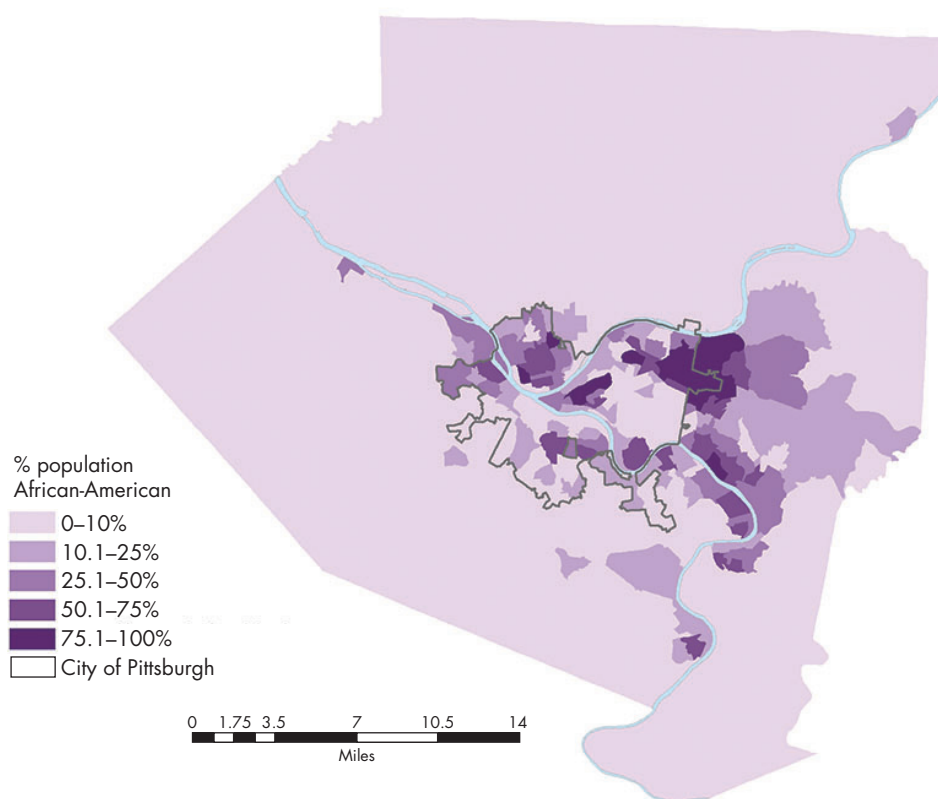 % population
African-American
0–10%
10.1–25%
25.1–50%
50.1–75%
75.1–100%
City of Pittsburgh
0 1.75 3.5 7 10.5 14
Miles